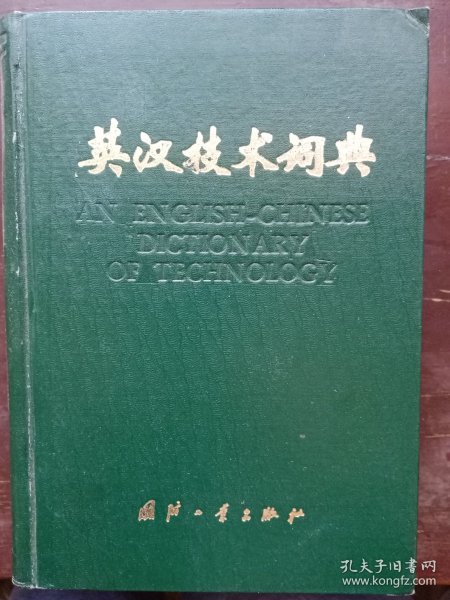 英汉技术词典
AN ENGLISH-CHINESE
DICTIONARY
OF TECHNOLOGY
国防工业出版社
孔夫子旧书网
www.kongfz.com